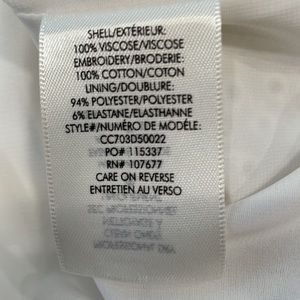 SHELL/EXTÉRIEUR:
100% VISCOSE/VISCOSE
EMBROIDERY/BRODERIE:
100% COTTON/COTON
LINING/DOUBLURE:
94% POLYESTER/POLYESTER
6% ELASTANE/ELASTHANNE
STYLE#/NUMÉRO DE MODÈLE:
CC703D50022
PO# 115337
RN# 107677
CARE ON REVERSE
ENTRETIEN AU VERSO